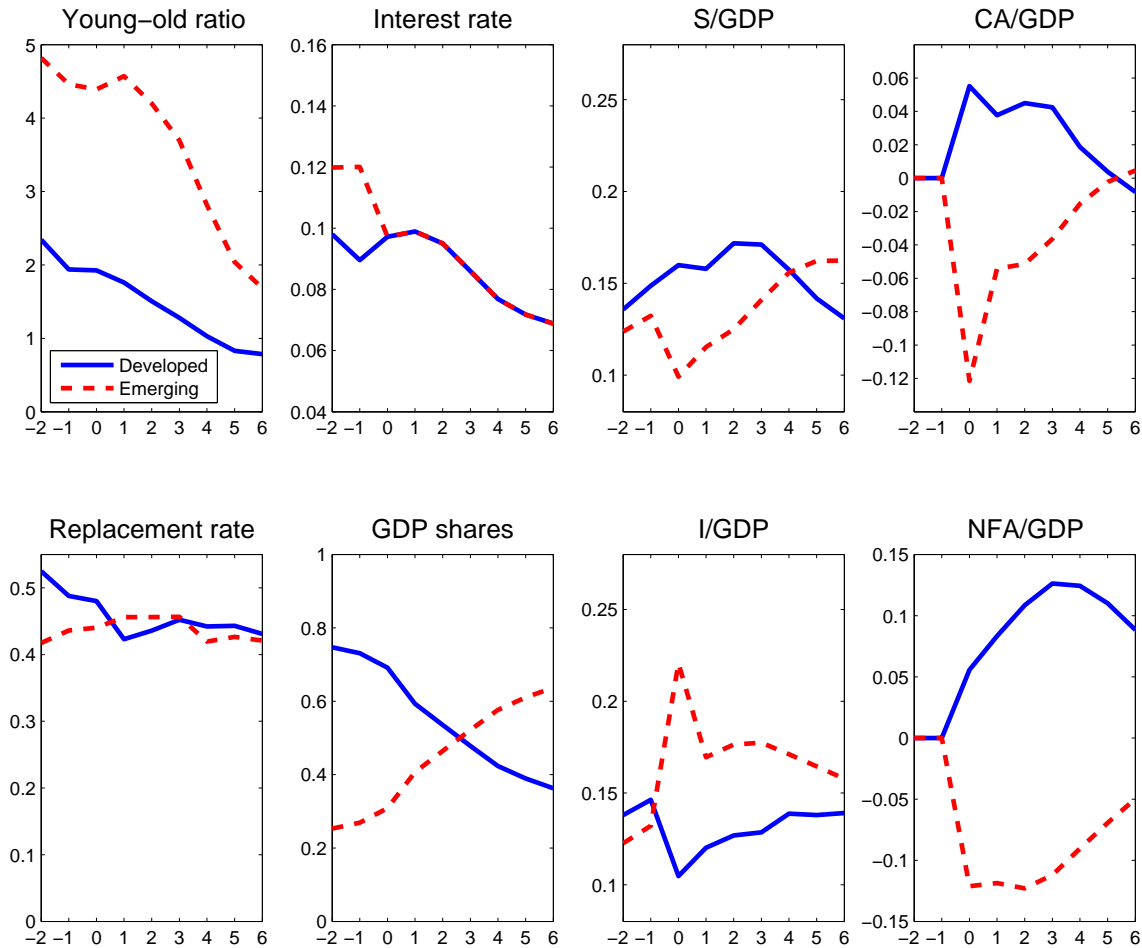 Young−old ratio
5
4
3
2
1
0
−2 −1 0 1 2 3 4 5 6
Developed
Emerging
Interest rate
0.16
0.14
0.12
0.1
0.08
0.06
0.04
−2 −1 0 1 2 3 4 5 6
S/GDP
0.25
0.2
0.15
0.1
−2 −1 0 1 2 3 4 5 6
CA/GDP
0.06
0.04
0.02
0
−0.02
−0.04
−0.06
−0.08
−0.1
−0.12
−2 −1 0 1 2 3 4 5 6
Replacement rate
0.5
0.4
0.3
0.2
0.1
0
−2 −1 0 1 2 3 4 5 6
GDP shares
1
0.8
0.6
0.4
0.2
0
−2 −1 0 1 2 3 4 5 6
I/GDP
0.25
0.2
0.15
0.1
−2 −1 0 1 2 3 4 5 6
NFA/GDP
0.15
0.1
0.05
0
−0.05
−0.1
−0.15
−2 −1 0 1 2 3 4 5 6